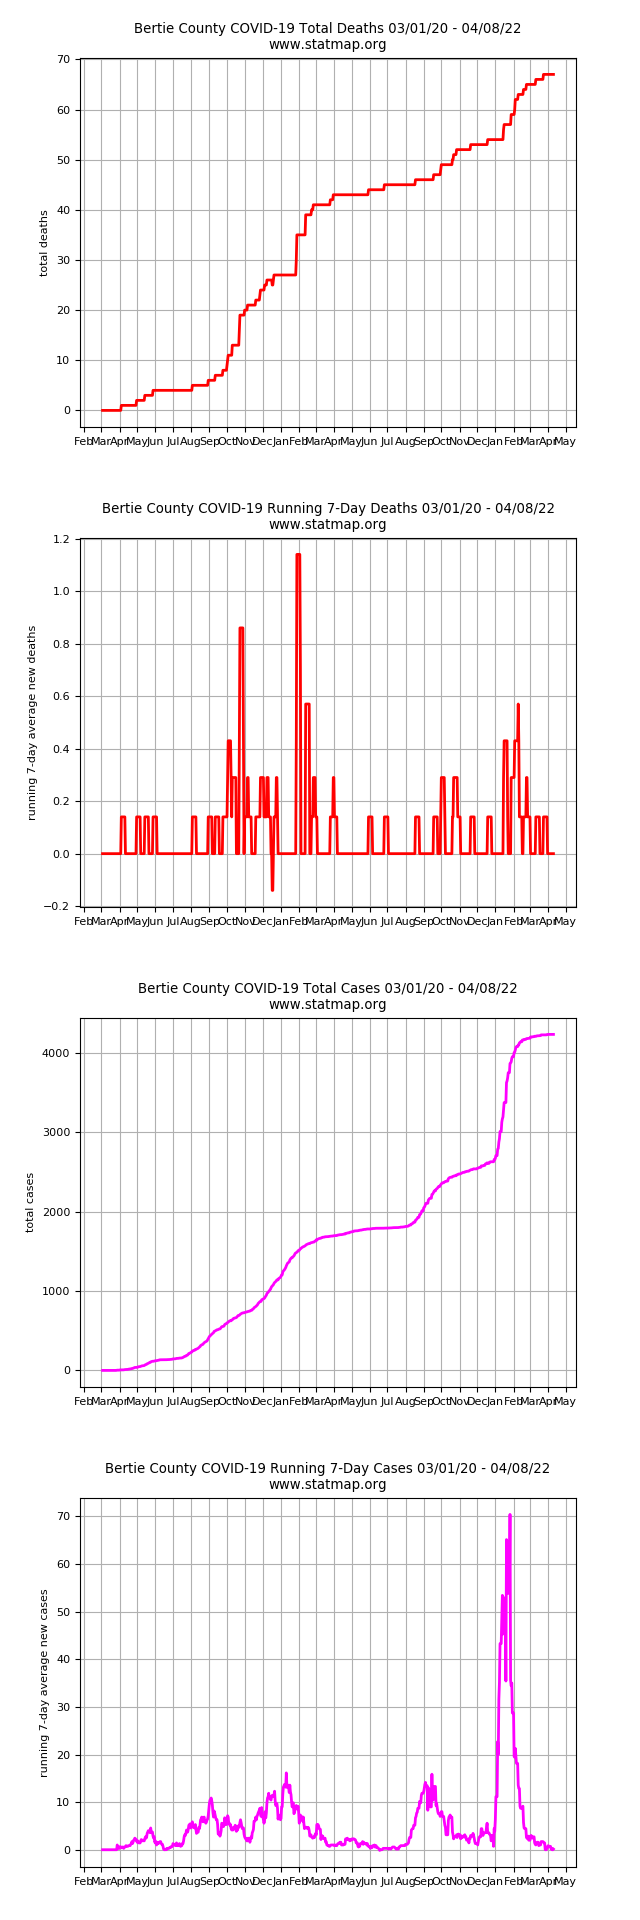 Bertie County COVID-19 Total Deaths 03/01/20 - 04/08/22
www.statmap.org
70
60
50
40
30
20
10
0
total deaths
Feb Mar Apr May Jun Jul Aug Sep Oct Nov Dec Jan Feb Mar Apr May Jun Jul Aug Sep Oct Nov Dec Jan Feb Mar Apr May
Bertie County COVID-19 Running 7-Day Deaths 03/01/20 - 04/08/22
www.statmap.org
1.2
1.0
0.8
0.6
0.4
0.2
0.0
−0.2
running 7-day average new deaths
Feb Mar Apr May Jun Jul Aug Sep Oct Nov Dec Jan Feb Mar Apr May Jun Jul Aug Sep Oct Nov Dec Jan Feb Mar Apr May
Bertie County COVID-19 Total Cases 03/01/20 - 04/08/22
www.statmap.org
4000
3000
2000
1000
0
total cases
Feb Mar Apr May Jun Jul Aug Sep Oct Nov Dec Jan Feb Mar Apr May Jun Jul Aug Sep Oct Nov Dec Jan Feb Mar Apr May
Bertie County COVID-19 Running 7-Day Cases 03/01/20 - 04/08/22
www.statmap.org
70
60
50
40
30
20
10
0
running 7-day average new cases
Feb Mar Apr May Jun Jul Aug Sep Oct Nov Dec Jan Feb Mar Apr May Jun Jul Aug Sep Oct Nov Dec Jan Feb Mar Apr May